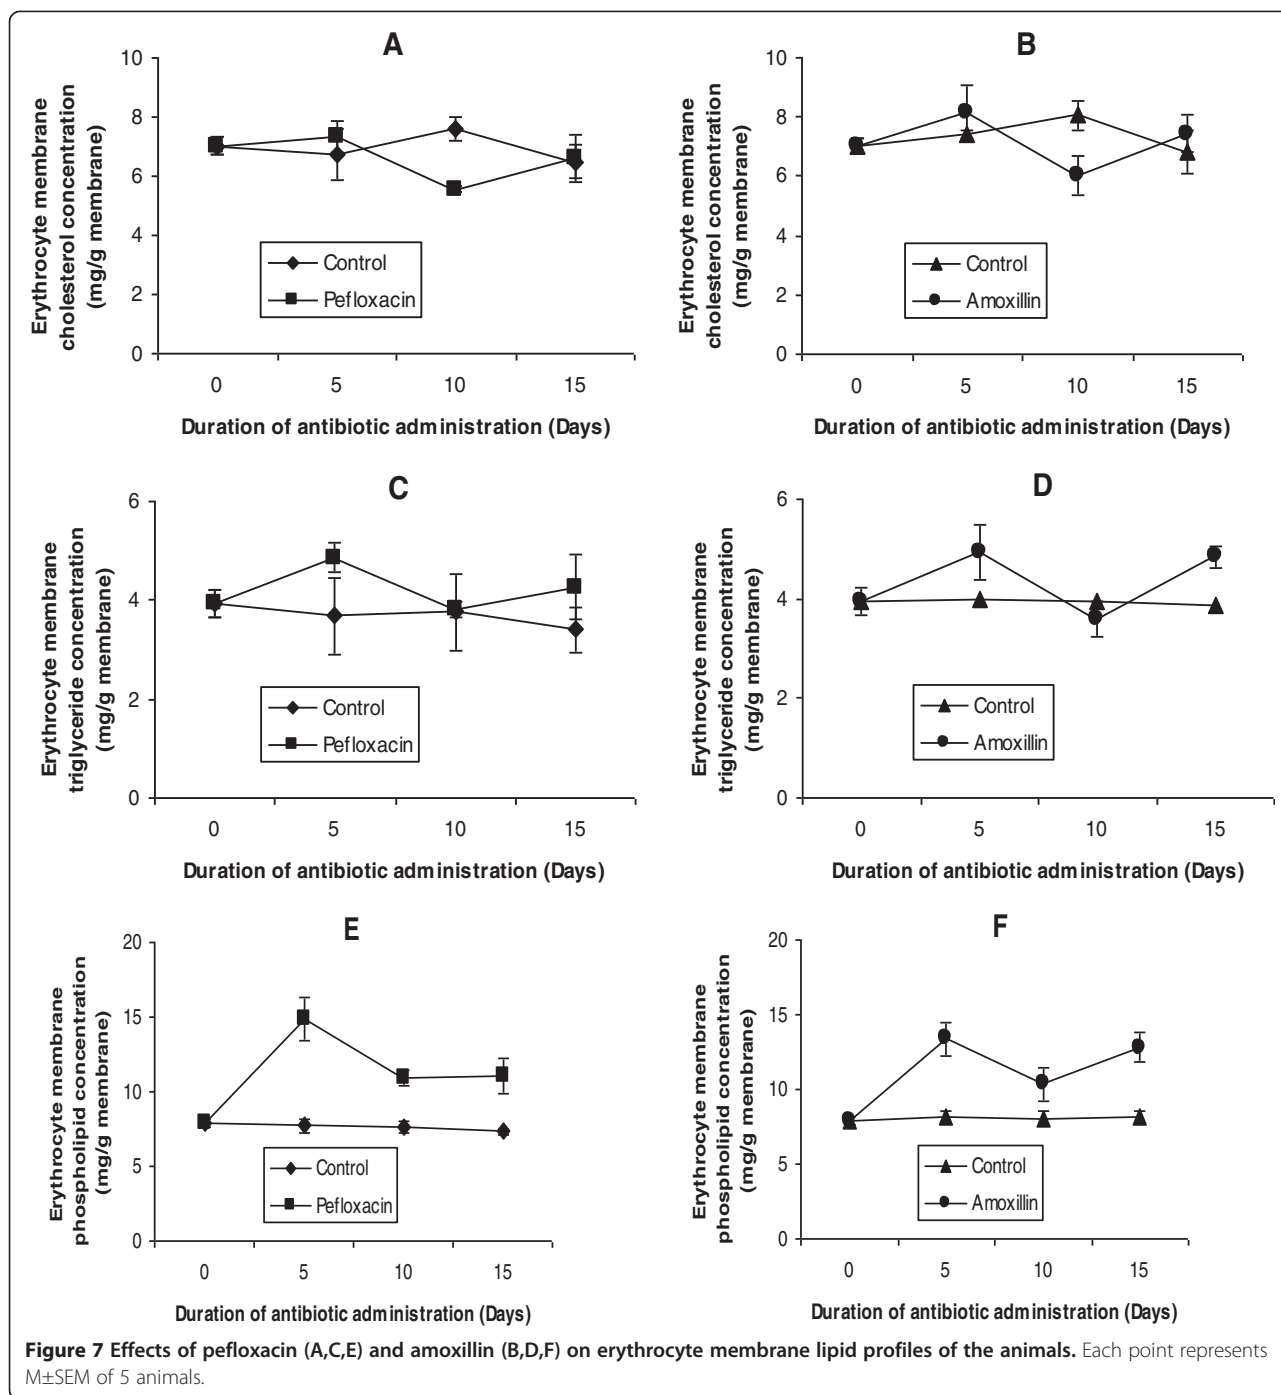 A
Erythrocyte membrane
cholesterol concentration
(mg/g membrane)
10
8
6
4
2
0
Control
Pefloxacin
0 5 10 15
Duration of antibiotic administration (Days)
B
Erythrocyte membrane
cholesterol concentration
(mg/g membrane)
10
8
6
4
2
0
Control
Amoxillin
0 5 10 15
Duration of antibiotic administration (Days)
C
Erythrocyte membrane
triglyceride concentration
(mg/g membrane)
6
4
2
0
Control
Pefloxacin
0 5 10 15
Duration of antibiotic administration (Days)
D
Erythrocyte membrane
triglyceride concentration
(mg/g membrane)
6
4
2
0
Control
Amoxillin
0 5 10 15
Duration of antibiotic administration (Days)
E
Erythrocyte membrane
phospholipid concentration
(mg/g membrane)
20
15
10
5
0
Control
Pefloxacin
0 5 10 15
Duration of antibiotic administration (Days)
F
Erythrocyte membrane
phospholipid concentration
(mg/g membrane)
20
15
10
5
0
Control
Amoxillin
0 5 10 15
Duration of antibiotic administration (Days)
Figure 7 Effects of pefloxacin (A,C,E) and amoxillin (B,D,F) on erythrocyte membrane lipid profiles of the animals. Each point represents
M±SEM of 5 animals.